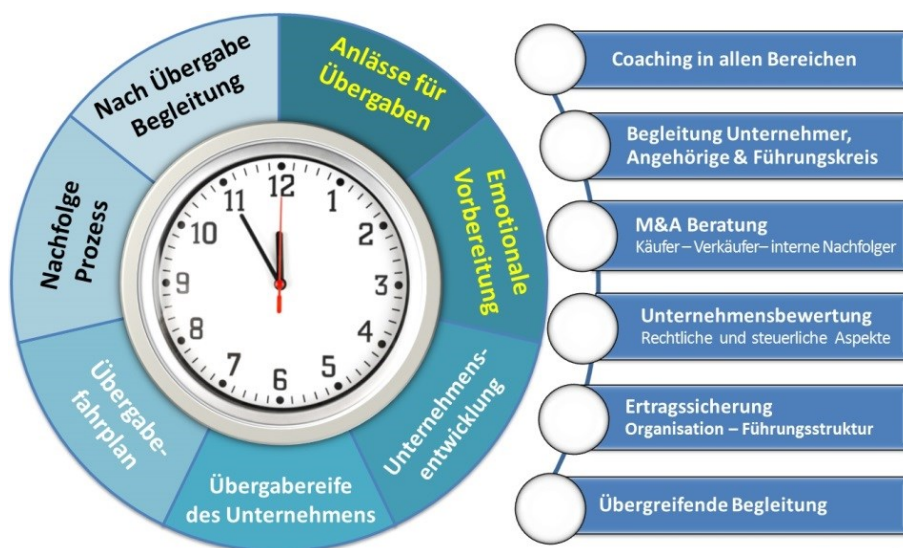 Anlässe für
Übergaben
Emotionale
Vorbereitung
Unternehmens-
entwicklung
Übergabereife
des Unternehmens
Übergabe-
fahrplan
Nachfolge
Prozess
Nach Übergabe
Begleitung
12
1
2
3
4
5
6
7
8
9
10
11
Coaching in allen Bereichen
Begleitung Unternehmer,
Angehörige & Führungskreis
M&A Beratung
Käufer – Verkäufer– interne Nachfolger
Unternehmensbewertung
Rechtliche und steuerliche Aspekte
Ertragssicherung
Organisation – Führungsstruktur
Übergreifende Begleitung